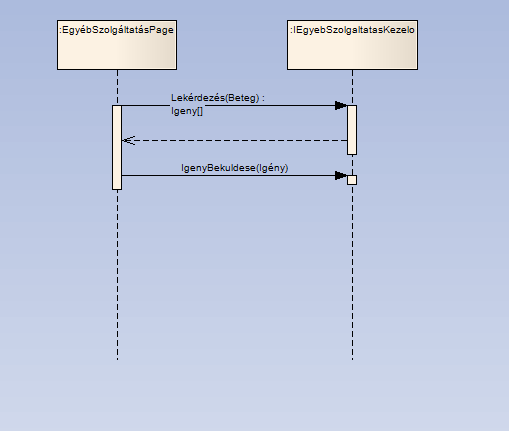 :EgyébSzolgáltatásPage
:IEgyebSzolgaltatasKezelo
Lekérdezés(Beteg) :
Igeny[]
IgenyBekuldese(Igény)